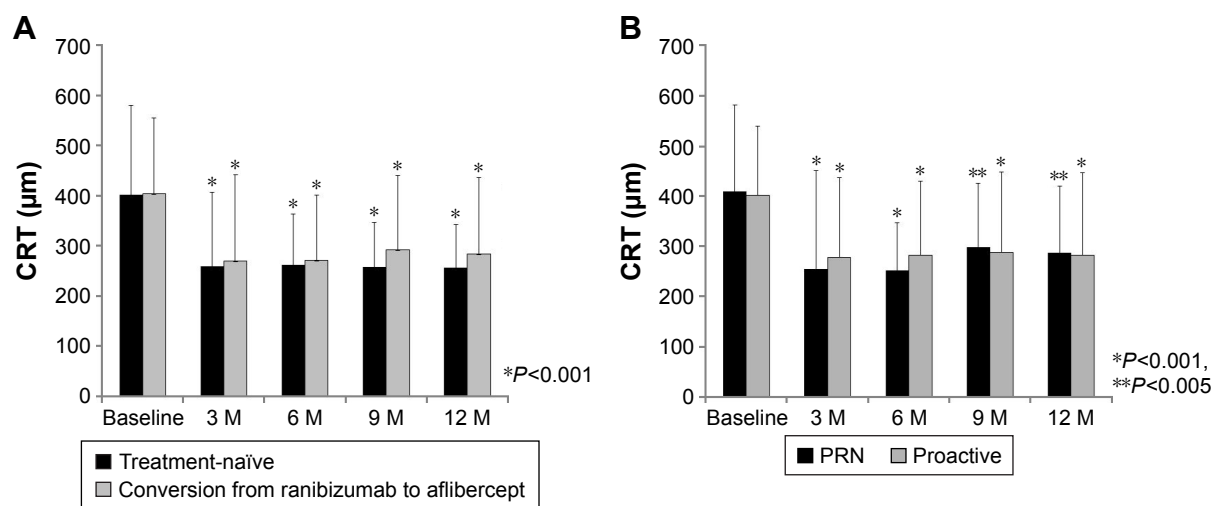 A
700
600
500
400
300
200
100
0
CRT (µm)
* * * * * * * *
Baseline 3 M 6 M 9 M 12 M
*P<0.001
Treatment-naïve
Conversion from ranibizumab to aflibercept
B
700
600
500
400
300
200
100
0
CRT (µm)
* * * * ** * ** *
Baseline 3 M 6 M 9 M 12 M
*P<0.001,
**P<0.005
PRN Proactive